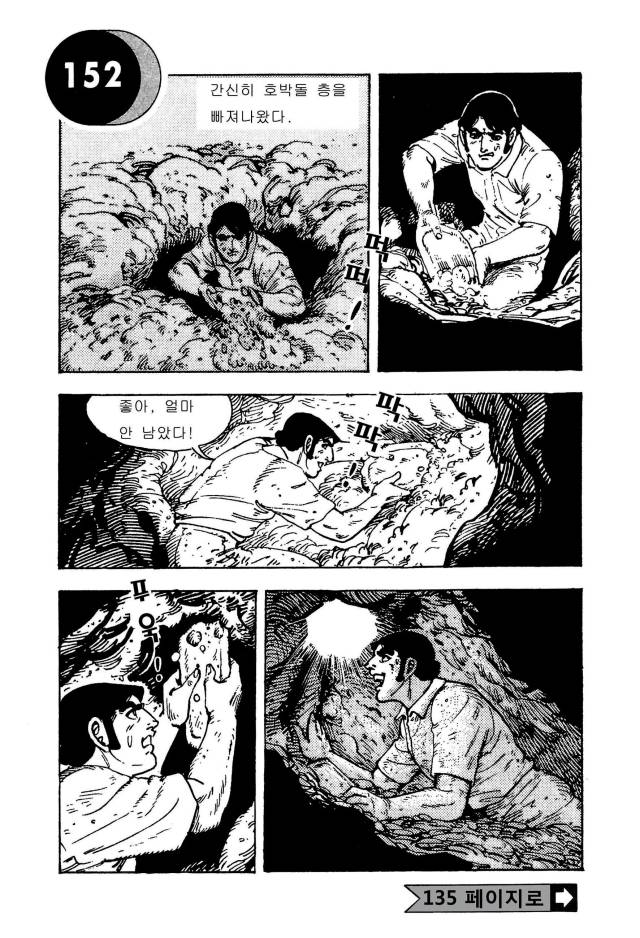 152
간신히 호박돌 층을
빠져나왔다.
퍽
퍼
!
좋아, 얼마
안 남았다!
팍
팍
!
푸
욱
!
135 페이지로